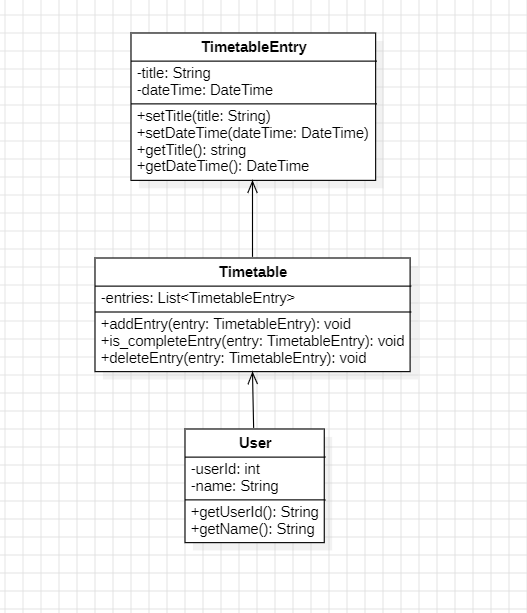 TimetableEntry
-title: String
-dateTime: DateTime
+setTitle(title: String)
+setDateTime(dateTime: DateTime)
+getTitle(): string
+getDateTime(): DateTime
Timetable
-entries: List<TimetableEntry>
+addEntry(entry: TimetableEntry): void
+is_completeEntry(entry: TimetableEntry): void
+deleteEntry(entry: TimetableEntry): void
User
-userId: int
-name: String
+getUserId(): String
+getName(): String